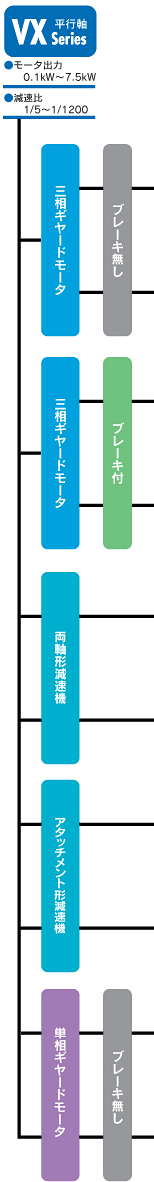 VX 平行軸
Series
●モータ出力
0.1kW～7.5kW
●減速比
1/5～1/1200
三相ギヤードモータ
ブレーキ無し
三相ギヤードモータ
ブレーキ付
両軸形減速機
アタッチメント形減速機
単相ギヤードモータ
ブレーキ無し